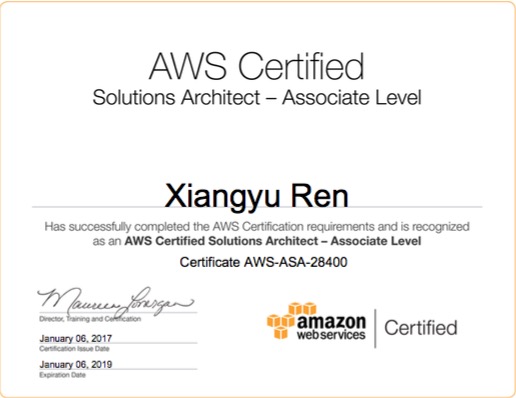 AWS Certified
Solutions Architect – Associate Level
Xiangyu Ren
Has successfully completed the AWS Certification requirements and is recognized
as an AWS Certified Solutions Architect – Associate Level
Certificate AWS-ASA-28400
Maureen Lonergan
Director, Training and Certification
January 06, 2017
Certification Issue Date
January 06, 2019
Expiration Date
amazon
webservices
Certified